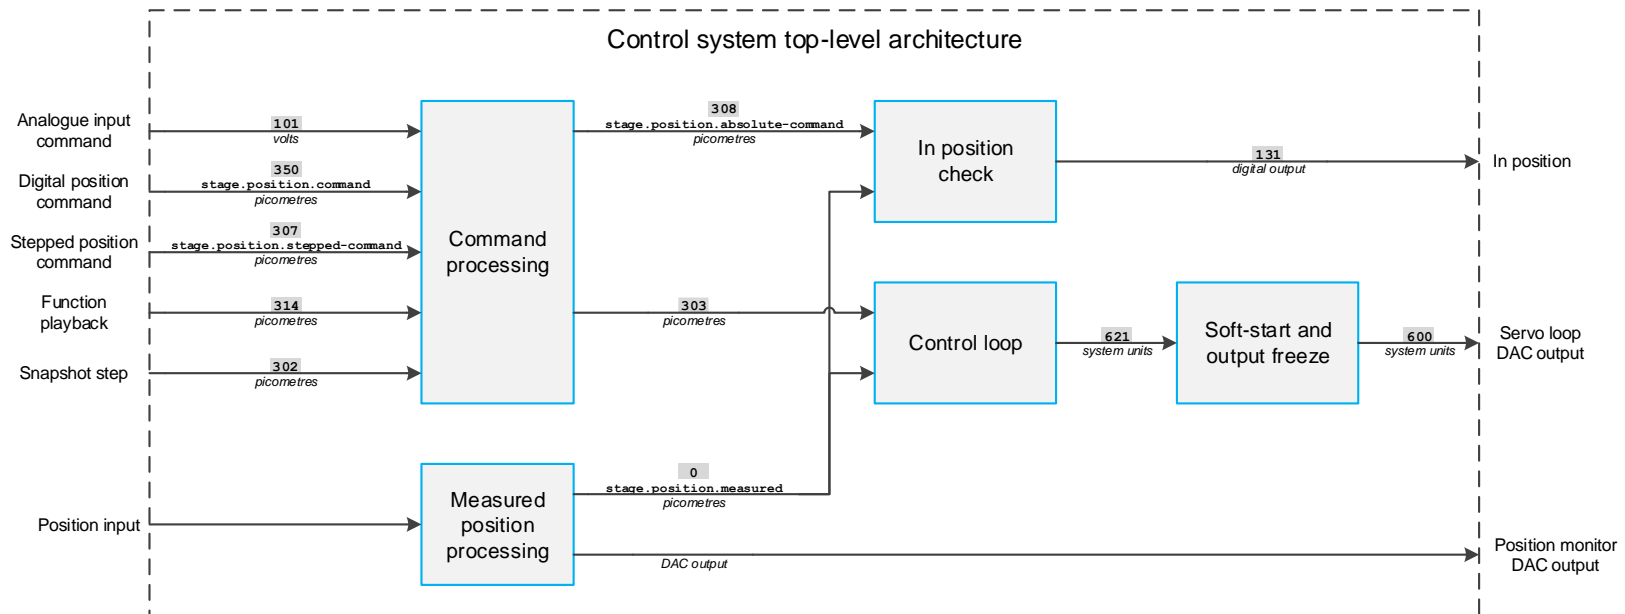 Control system top-level architecture
Analogue input
command
101
volts
Digital position
command
350
stage.position.command
picometres
Stepped position
command
307
stage.position.stepped-command
picometres
Function
playback
314
picometres
Snapshot step
302
picometres
Command
processing
308
stage.position.absolute-command
picometres
In position
check
131
digital output
In position
303
picometres
Control loop
621
system units
Soft-start and
output freeze
600
system units
Servo loop
DAC output
Position input
Measured
position
processing
0
stage.position.measured
picometres
DAC output
Position monitor
DAC output